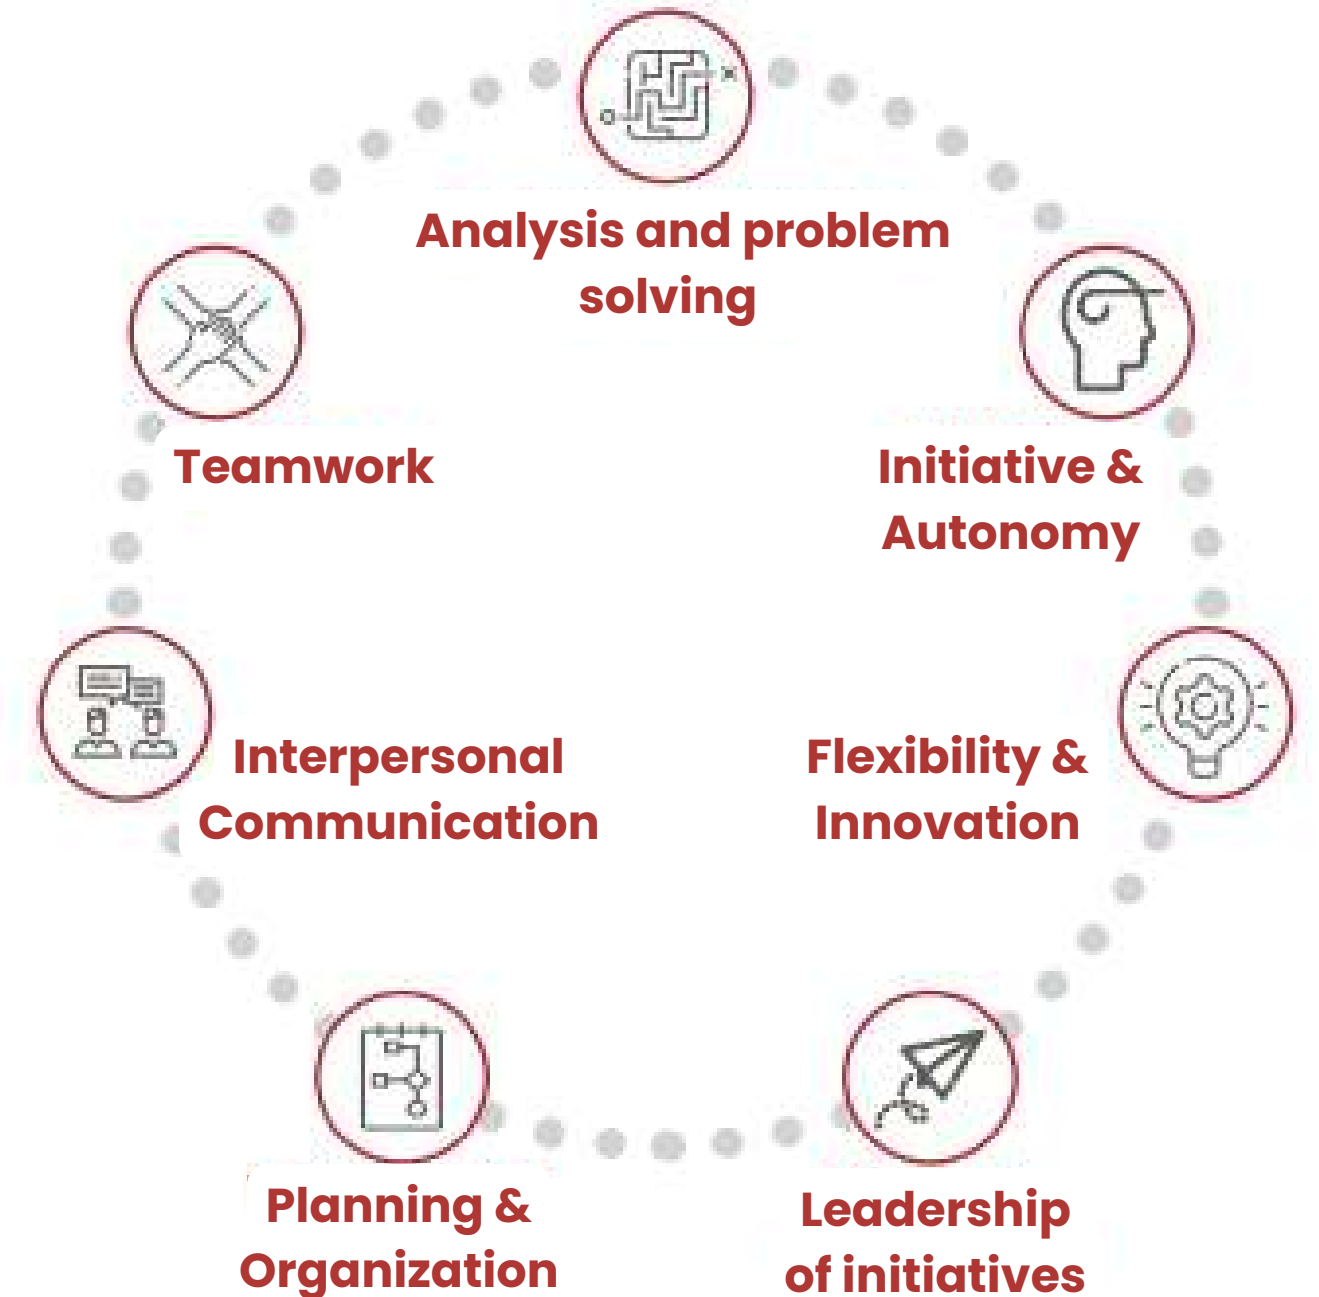 Analysis and problem
solving
Teamwork
Initiative &
Autonomy
Interpersonal
Communication
Flexibility &
Innovation
Planning &
Organization
Leadership
of initiatives